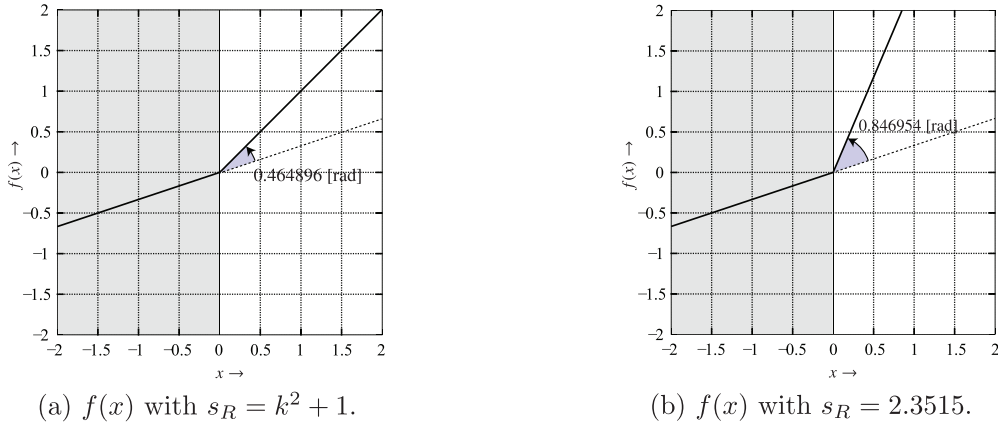 2
1.5
1
0.5
0
−0.5
−1
−1.5
−2
f(x) →
0.464896 [rad]
−2 −1.5 −1 −0.5 0 0.5 1 1.5 2
x →
(a) f(x) with s_R = k² + 1.
2
1.5
1
0.5
0
−0.5
−1
−1.5
−2
f(x) →
0.846954 [rad]
−2 −1.5 −1 −0.5 0 0.5 1 1.5 2
x →
(b) f(x) with s_R = 2.3515.